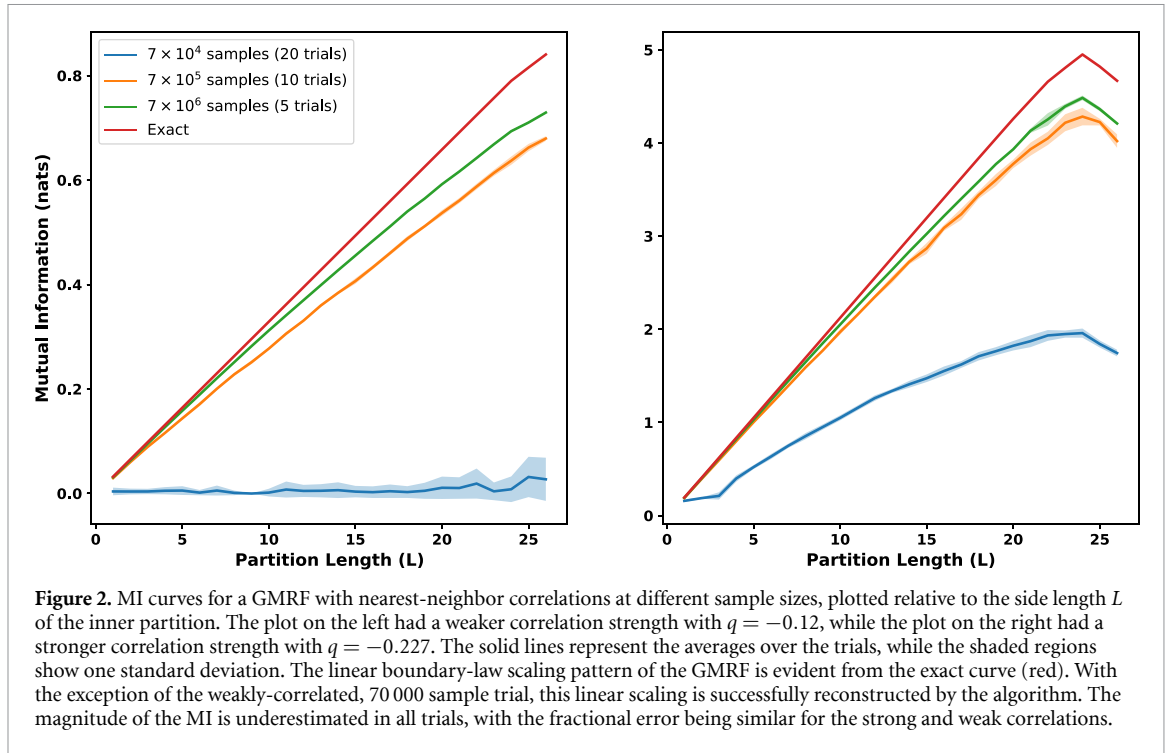 7 × 10⁴ samples (20 trials)
7 × 10⁵ samples (10 trials)
7 × 10⁶ samples (5 trials)
Exact
Mutual Information (nats)
0.8
0.6
0.4
0.2
0.0
0 5 10 15 20 25
Partition Length (L)
5
4
3
2
1
0
0 5 10 15 20 25
Partition Length (L)
Figure 2. MI curves for a GMRF with nearest-neighbor correlations at different sample sizes, plotted relative to the side length L
of the inner partition. The plot on the left had a weaker correlation strength with q = −0.12, while the plot on the right had a
stronger correlation strength with q = −0.227. The solid lines represent the averages over the trials, while the shaded regions
show one standard deviation. The linear boundary-law scaling pattern of the GMRF is evident from the exact curve (red). With
the exception of the weakly-correlated, 70 000 sample trial, this linear scaling is successfully reconstructed by the algorithm. The
magnitude of the MI is underestimated in all trials, with the fractional error being similar for the strong and weak correlations.